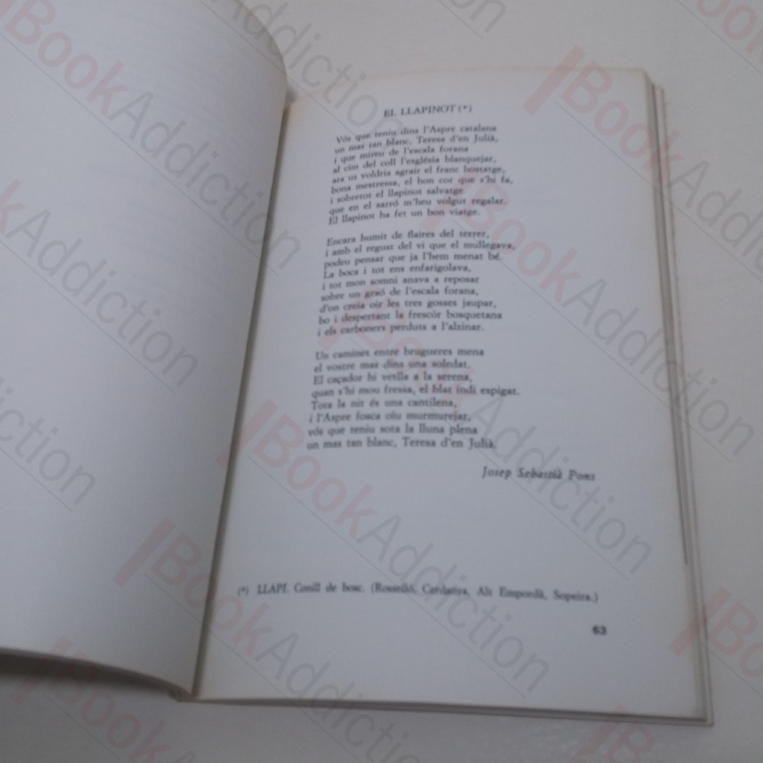 EL LLAPINOT (*)
Vós que teniu dins l'Aspre catalana
un mas tan blanc, Teresa d'en Julià,
i que mireu de l'escala forana
al cim del coll l'església blanquejar,
ara us voldria agrair el franc hostatge,
bona mestressa, el bon cor que s'hi fa,
i sobretot el llapinot salvatge
que en el sarró m'heu volgut regalar.
El llapinot ha fet un bon viatge.
Encara humit de flaires del terrer,
i amb el regust del vi que el mullegava,
podeu pensar que ja l'hem menat bé.
La boca i tot ens enfarigolava,
i tot mon somni anava a reposar
sobre un graó de l'escala forana,
d'on creia oir les tres gosses jaupar,
bo i despertant la frescór bosquetana
i els carboners perduts a l'alzinar.
Un caminet entre brugueres mena
el vostre mas dins una soledat.
El caçador hi vetlla a la serena,
quan s'hi mou fressa, el blat indi espigat.
Tota la nit és una cantilena,
i l'Aspre fosca oïu murmurejar,
vós que teniu sota la lluna plena
un mas tan blanc, Teresa d'en Julià.
Josep Sebastià Pons
(*) LLAPÍ. Conill de bosc. (Rosselló, Cerdanya, Alt Empordà, Sopeira.)
63
BookAddiction
BookAddiction
BookAddiction
BookAddiction
BookAddiction
BookAddiction